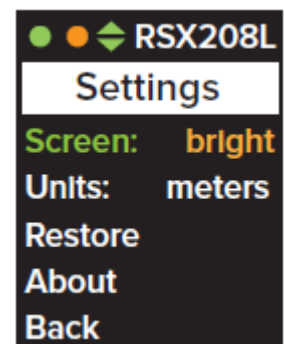 RSX208L
Settings
Screen: bright
Units: meters
Restore
About
Back